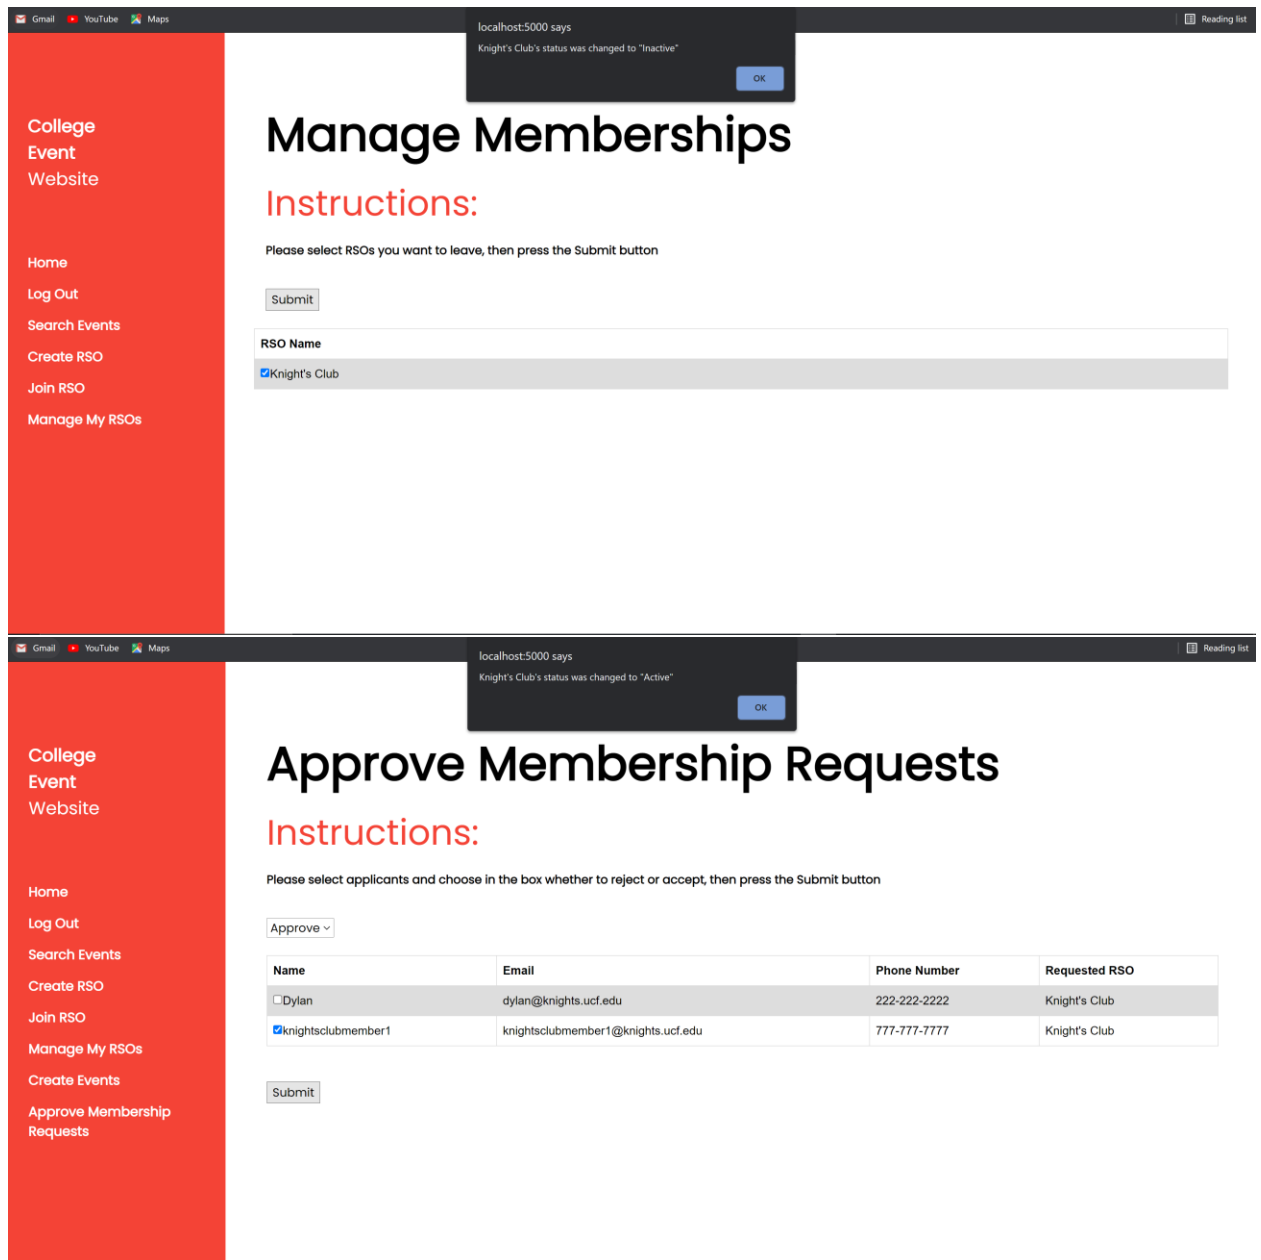 Gmail YouTube Maps
Reading list
localhost:5000 says
Knight's Club's status was changed to "Inactive"
OK
College
Event
Website
Home
Log Out
Search Events
Create RSO
Join RSO
Manage My RSOs
Manage Memberships
Instructions:
Please select RSOs you want to leave, then press the Submit button
Submit
RSO Name
Knight's Club
Gmail YouTube Maps
Reading list
localhost:5000 says
Knight's Club's status was changed to "Active"
OK
College
Event
Website
Home
Log Out
Search Events
Create RSO
Join RSO
Manage My RSOs
Create Events
Approve Membership
Requests
Approve Membership Requests
Instructions:
Please select applicants and choose in the box whether to reject or accept, then press the Submit button
Approve
Name Email Phone Number Requested RSO
Dylan dylan@knights.ucf.edu 222-222-2222 Knight's Club
knightsclubmember1 knightsclubmember1@knights.ucf.edu 777-777-7777 Knight's Club
Submit